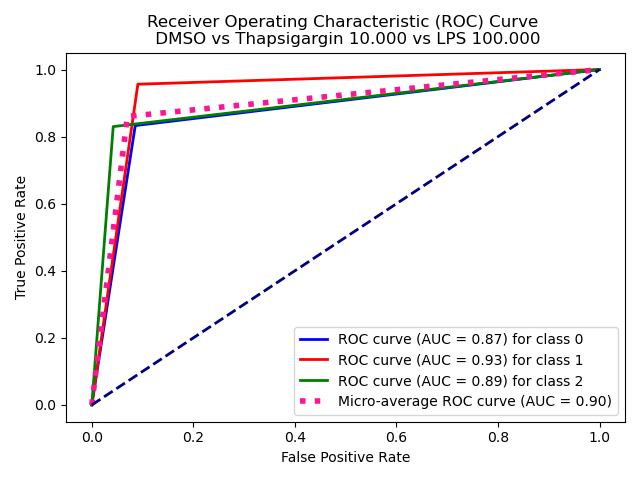 Receiver Operating Characteristic (ROC) Curve
DMSO vs Thapsigargin 10.000 vs LPS 100.000
1.0
0.8
0.6
0.4
0.2
0.0
True Positive Rate
ROC curve (AUC = 0.87) for class 0
ROC curve (AUC = 0.93) for class 1
ROC curve (AUC = 0.89) for class 2
Micro-average ROC curve (AUC = 0.90)
0.0 0.2 0.4 0.6 0.8 1.0
False Positive Rate